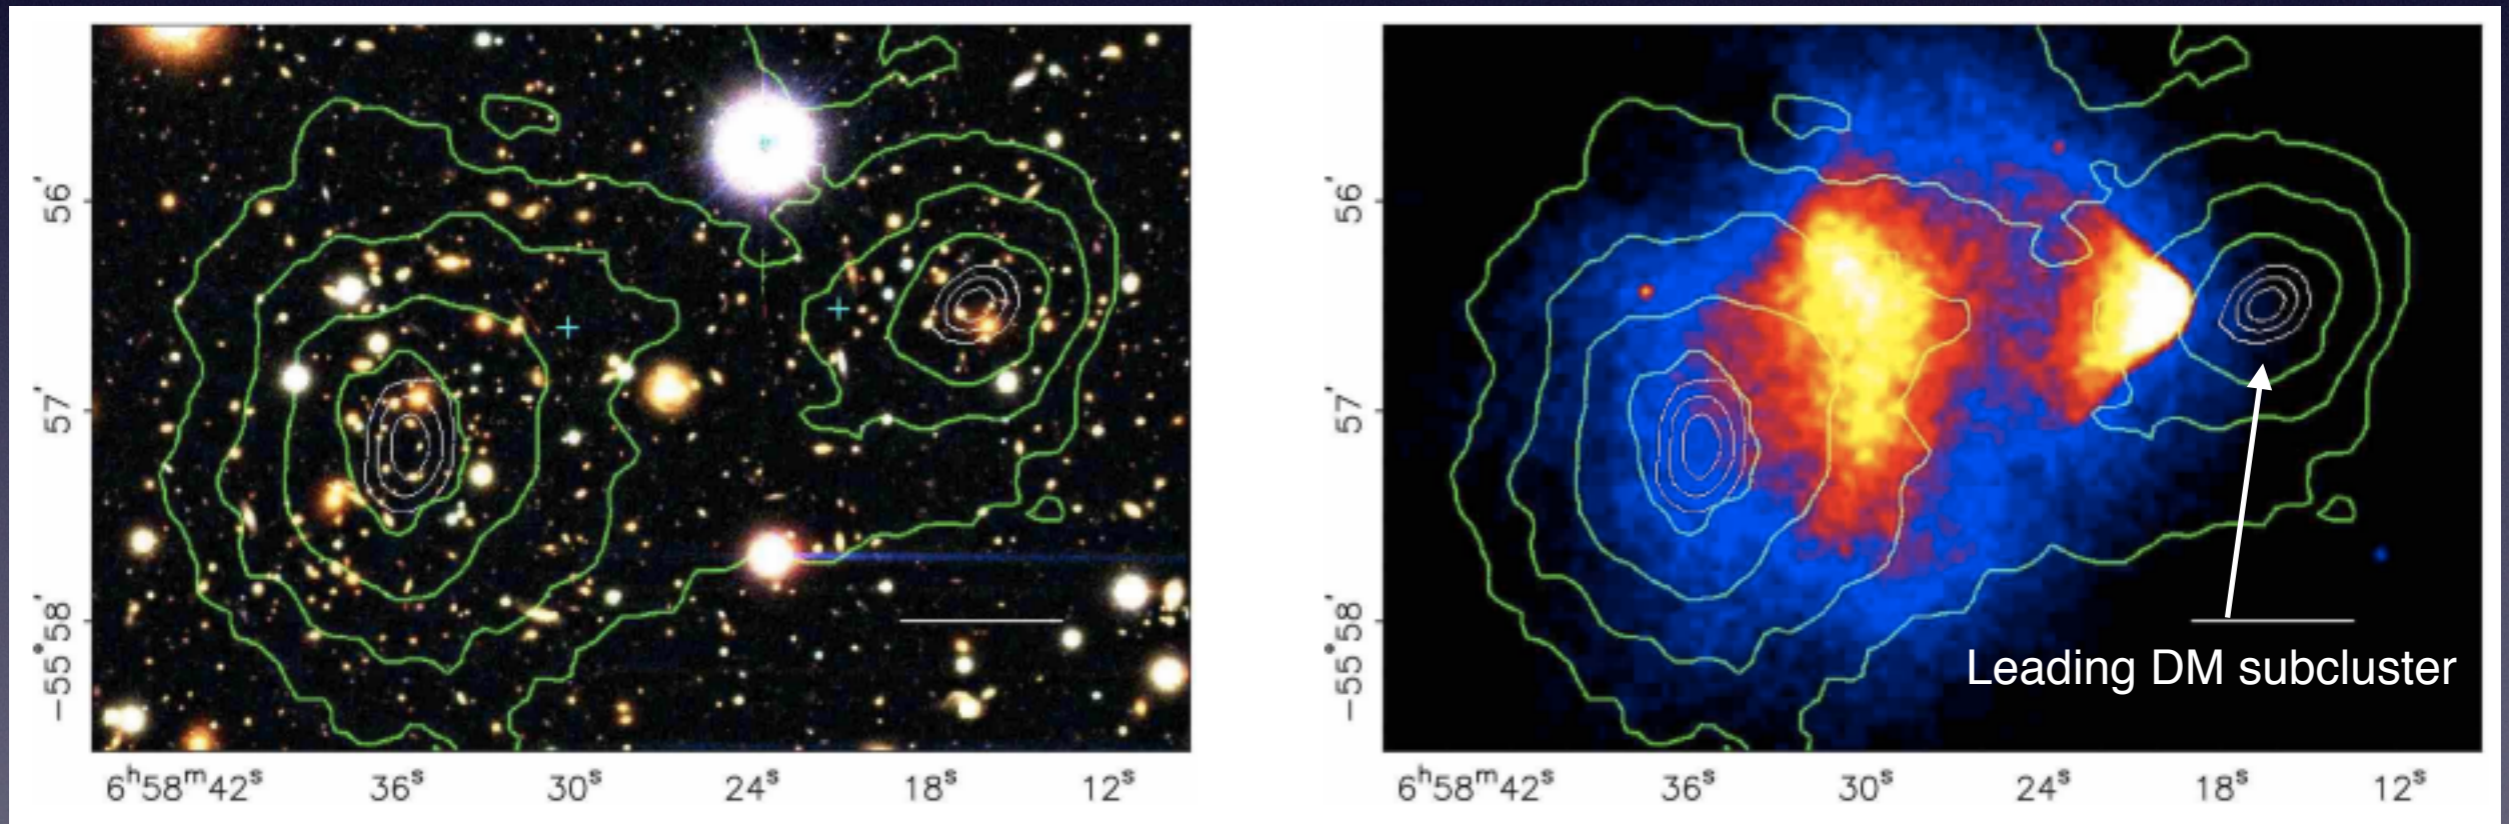 56′
57′
−55°58′
6ʰ58ᵐ42ˢ 36ˢ 30ˢ 24ˢ 18ˢ 12ˢ
56′
57′
−55°58′
Leading DM subcluster
6ʰ58ᵐ42ˢ 36ˢ 30ˢ 24ˢ 18ˢ 12ˢ